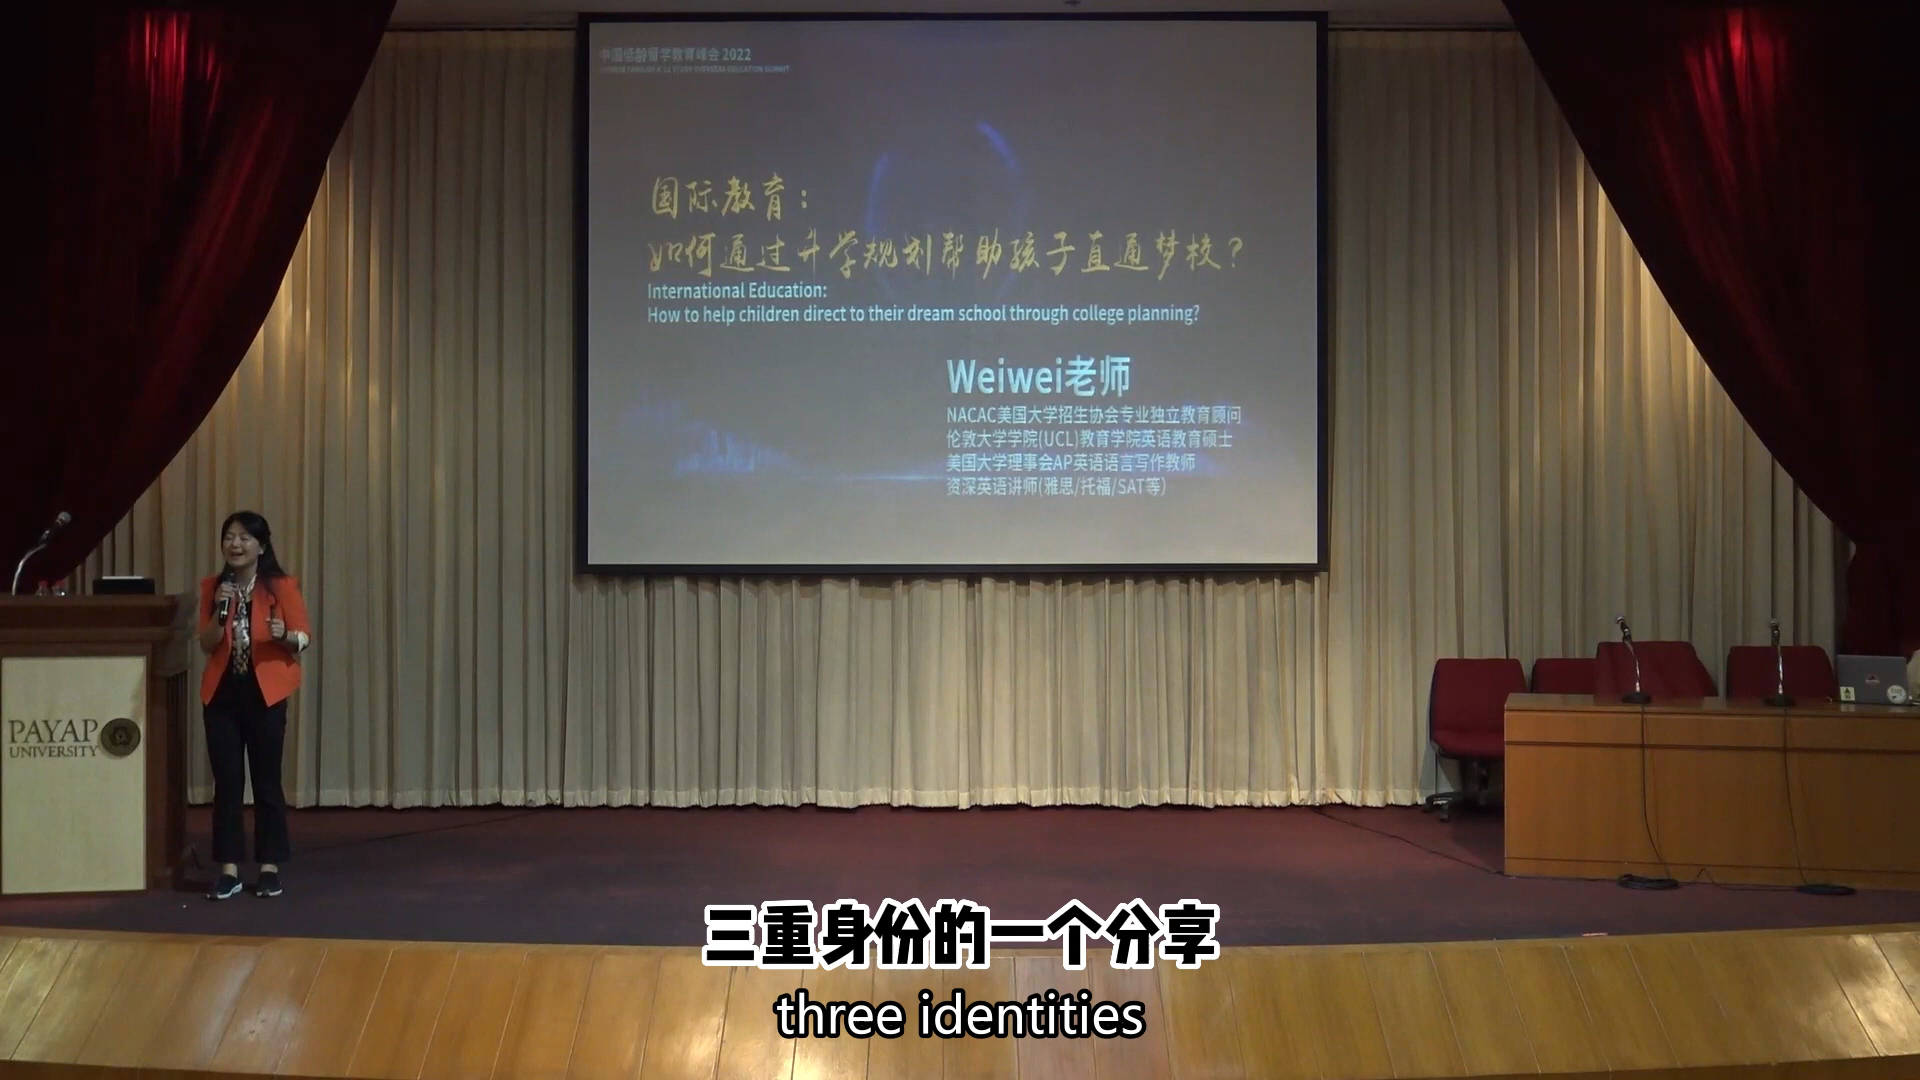 中国低龄留学教育峰会 2022
CHINESE FAMILIES K-12 STUDY OVERSEAS EDUCATION SUMMIT
国际教育：
如何通过升学规划帮助孩子直通梦校？
International Education:
How to help children direct to their dream school through college planning?
Weiwei老师
NACAC美国大学招生协会专业独立教育顾问
伦敦大学学院(UCL)教育学院英语教育硕士
美国大学理事会AP英语语言写作教师
资深英语讲师(雅思/托福/SAT等)
PAYAP
UNIVERSITY
三重身份的一个分享
three identities